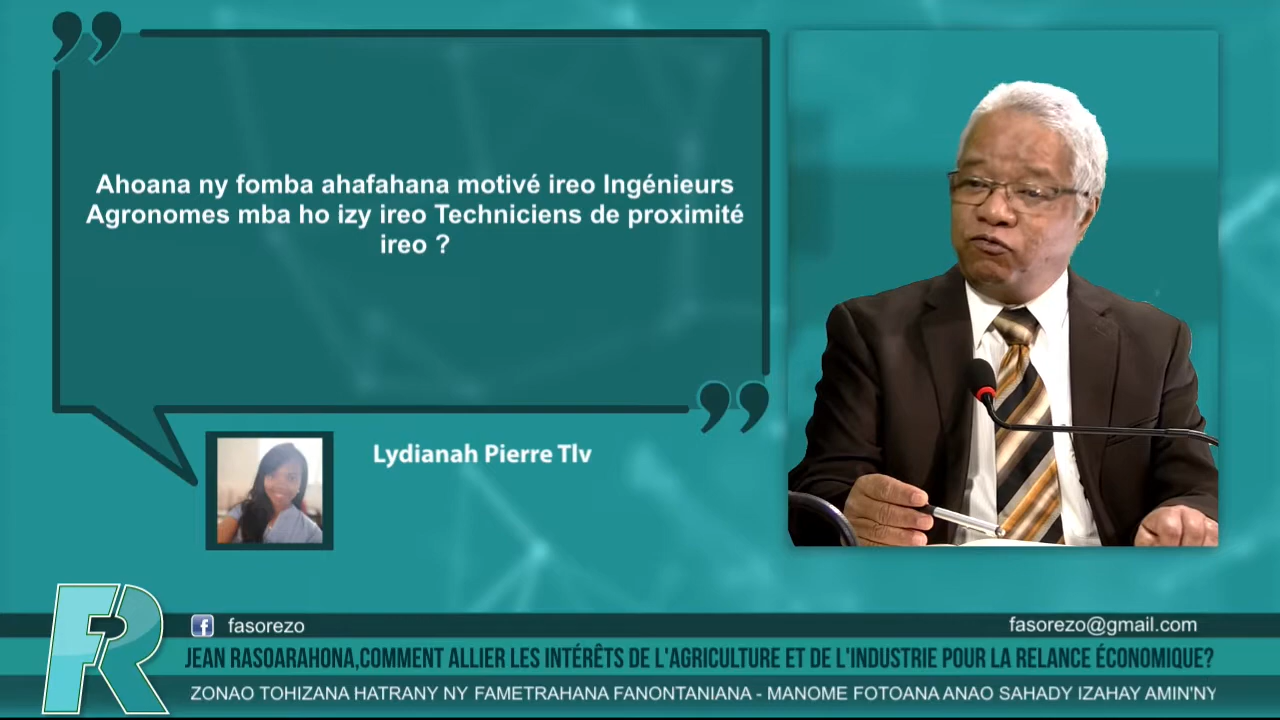 Ahoana ny fomba ahafahana motivé ireo Ingénieurs
Agronomes mba ho izy ireo Techniciens de proximité
ireo ?
Lydianah Pierre Tlv
FR
fasorezo
fasorezo@gmail.com
JEAN RASOARAHONA,COMMENT ALLIER LES INTÉRÊTS DE L'AGRICULTURE ET DE L'INDUSTRIE POUR LA RELANCE ÉCONOMIQUE?
ZONAO TOHIZANA HATRANY NY FAMETRAHANA FANONTANIANA - MANOME FOTOANA ANAO SAHADY IZAHAY AMIN'NY